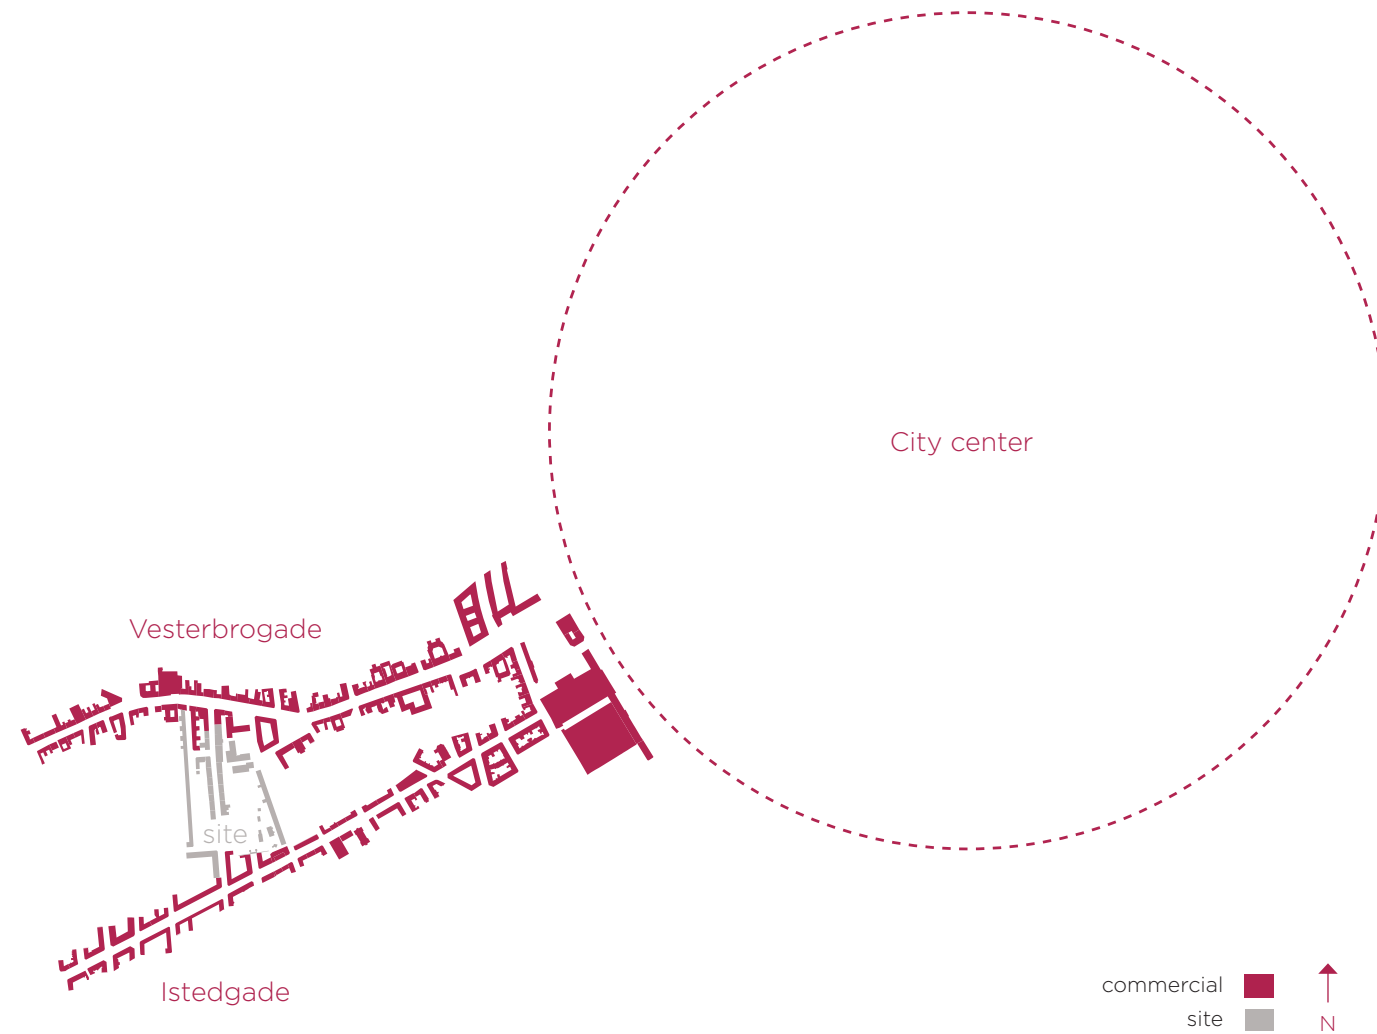 City center
Vesterbrogade
site
Istedgade
commercial
site
N